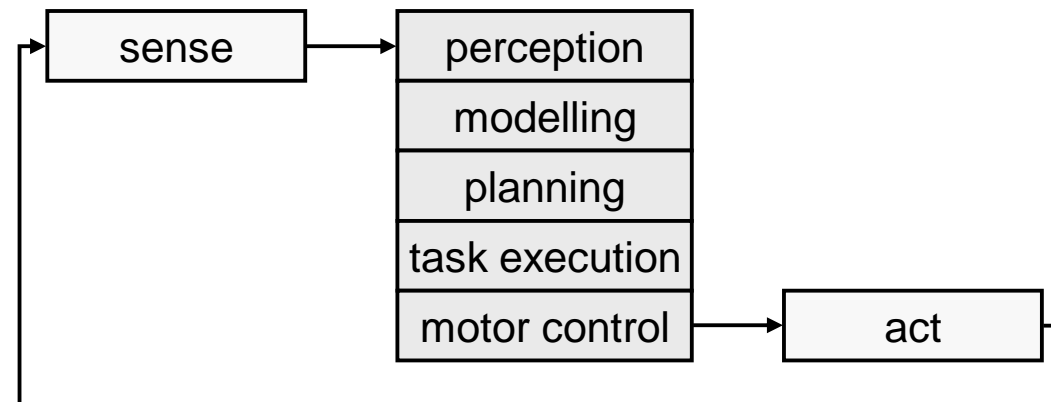 sense
perception
modelling
planning
task execution
motor control
act